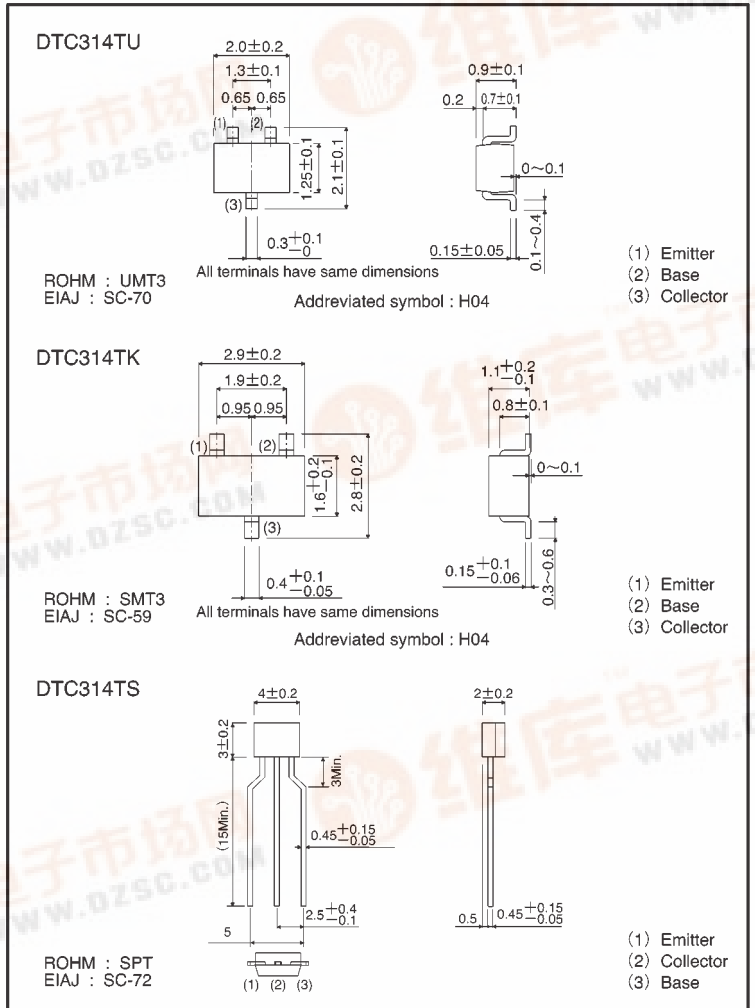 DTC314TU
2.0±0.2
1.3±0.1
0.65 0.65
(1) (2)
1.25±0.1
2.1±0.1
(3)
0.3+0.1 −0
All terminals have same dimensions
0.9±0.1
0.2 0.7±0.1
0~0.1
0.15±0.05
0.1~0.4
ROHM : UMT3
EIAJ : SC-70
Addreviated symbol : H04
(1) Emitter
(2) Base
(3) Collector
DTC314TK
2.9±0.2
1.9±0.2
0.95 0.95
(1) (2)
1.6+0.2 −0.1
2.8±0.2
(3)
0.4+0.1 −0.05
All terminals have same dimensions
1.1+0.2 −0.1
0.8±0.1
0~0.1
0.15+0.1 −0.06
0.3~0.6
ROHM : SMT3
EIAJ : SC-59
Addreviated symbol : H04
(1) Emitter
(2) Base
(3) Collector
DTC314TS
4±0.2
3±0.2
3Min.
(15Min.)
0.45+0.15 −0.05
2.5+0.4 −0.1
5
(1) (2) (3)
2±0.2
0.5 0.45+0.15 −0.05
ROHM : SPT
EIAJ : SC-72
(1) Emitter
(2) Collector
(3) Base
维库电子市场网
WWW.DZSC.COM